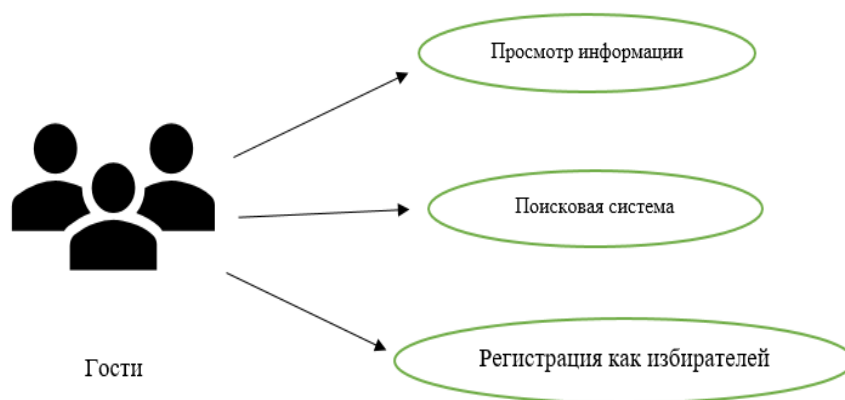 Просмотр информации
Поисковая система
Регистрация как избирателей
Гости